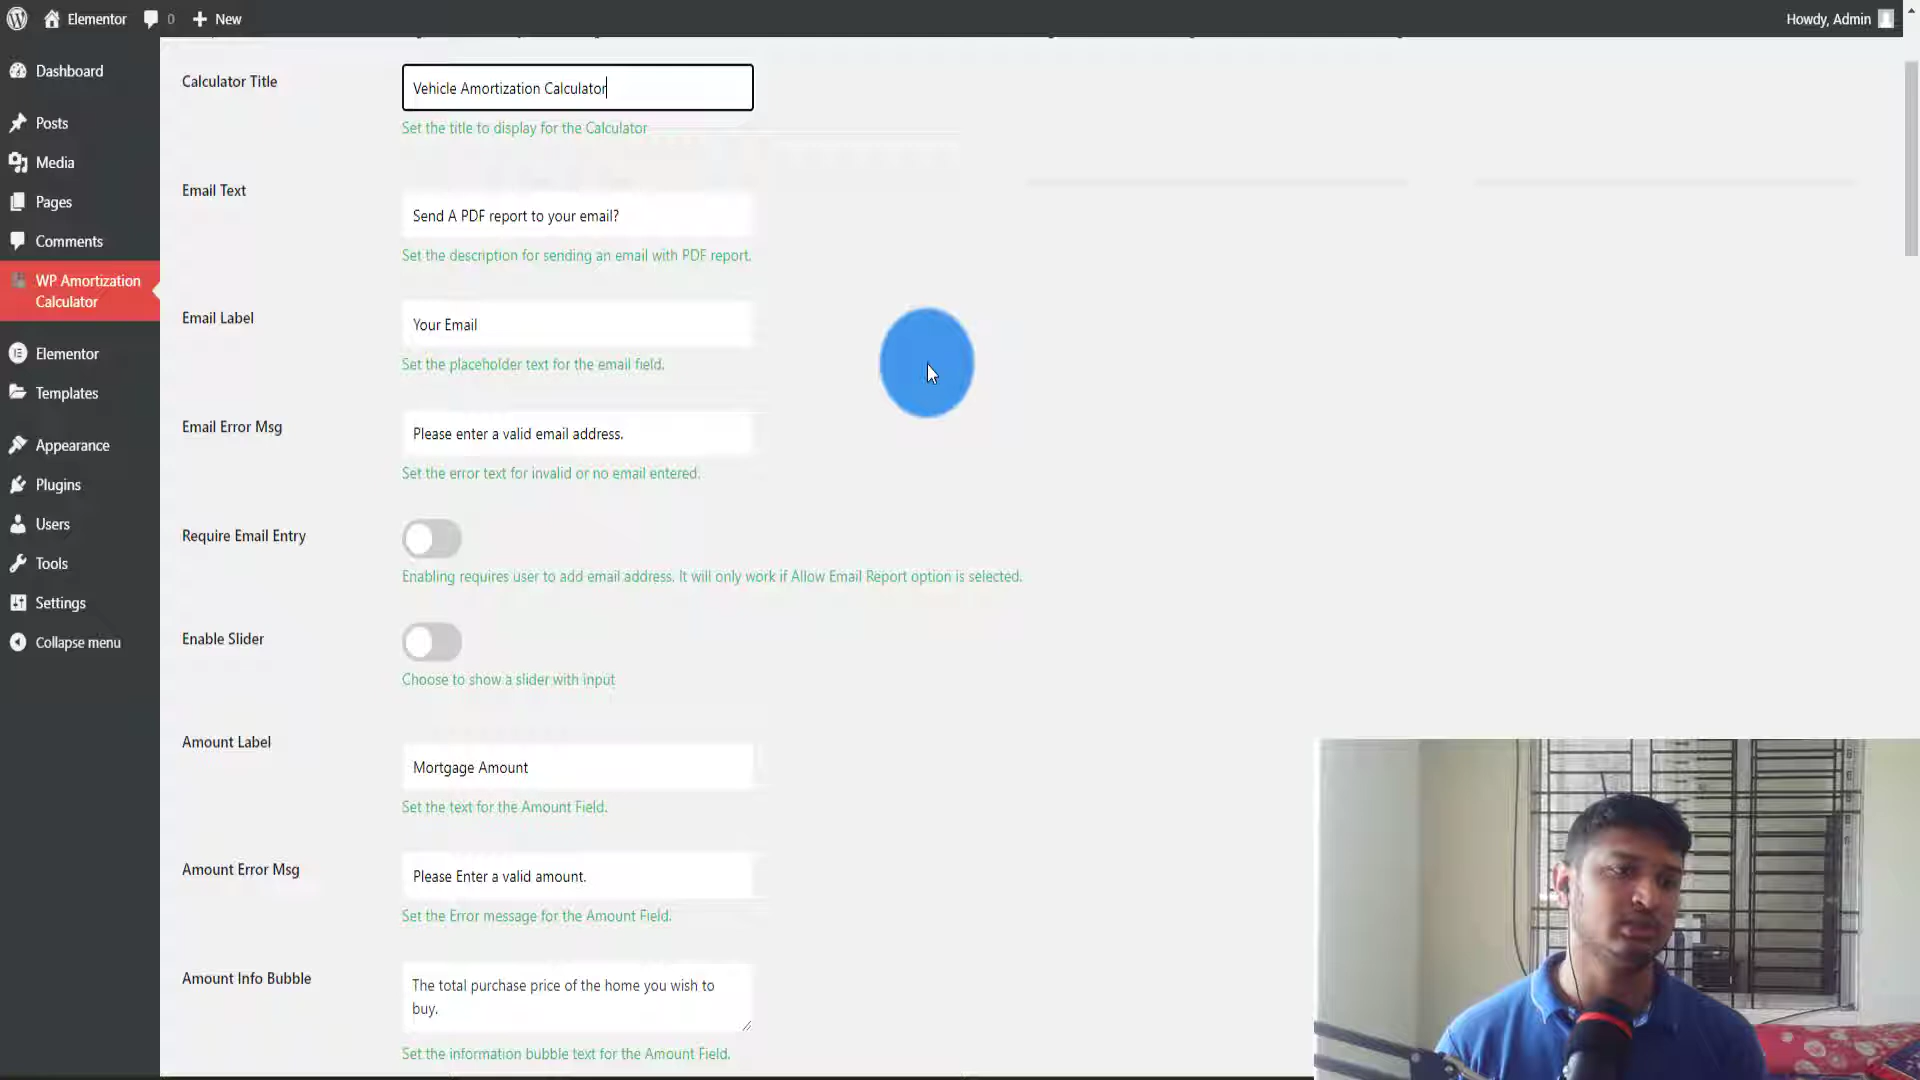 Elementor
0
New
Howdy, Admin
Dashboard
Posts
Media
Pages
Comments
WP Amortization
Calculator
Elementor
Templates
Appearance
Plugins
Users
Tools
Settings
Collapse menu
Calculator Title
Vehicle Amortization Calculator
Set the title to display for the Calculator
Email Text
Send A PDF report to your email?
Set the description for sending an email with PDF report.
Email Label
Your Email
Set the placeholder text for the email field.
Email Error Msg
Please enter a valid email address.
Set the error text for invalid or no email entered.
Require Email Entry
Enabling requires user to add email address. It will only work if Allow Email Report option is selected.
Enable Slider
Choose to show a slider with input
Amount Label
Mortgage Amount
Set the text for the Amount Field.
Amount Error Msg
Please Enter a valid amount.
Set the Error message for the Amount Field.
Amount Info Bubble
The total purchase price of the home you wish to
buy.
Set the information bubble text for the Amount Field.